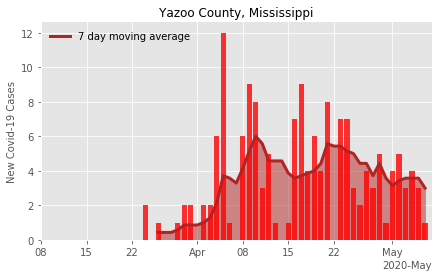 Yazoo County, Mississippi
7 day moving average
New Covid-19 Cases
12
10
8
6
4
2
0
08 15 22 Apr 08 15 22 May
2020-May